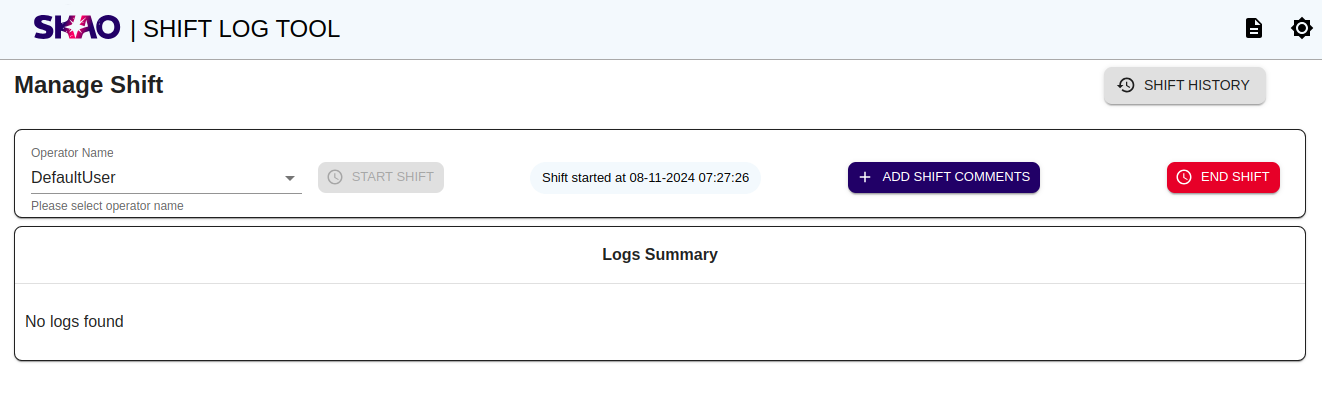 SKAO | SHIFT LOG TOOL
Manage Shift
SHIFT HISTORY
Operator Name
DefaultUser
START SHIFT
Shift started at 08-11-2024 07:27:26
ADD SHIFT COMMENTS
END SHIFT
Please select operator name
Logs Summary
No logs found